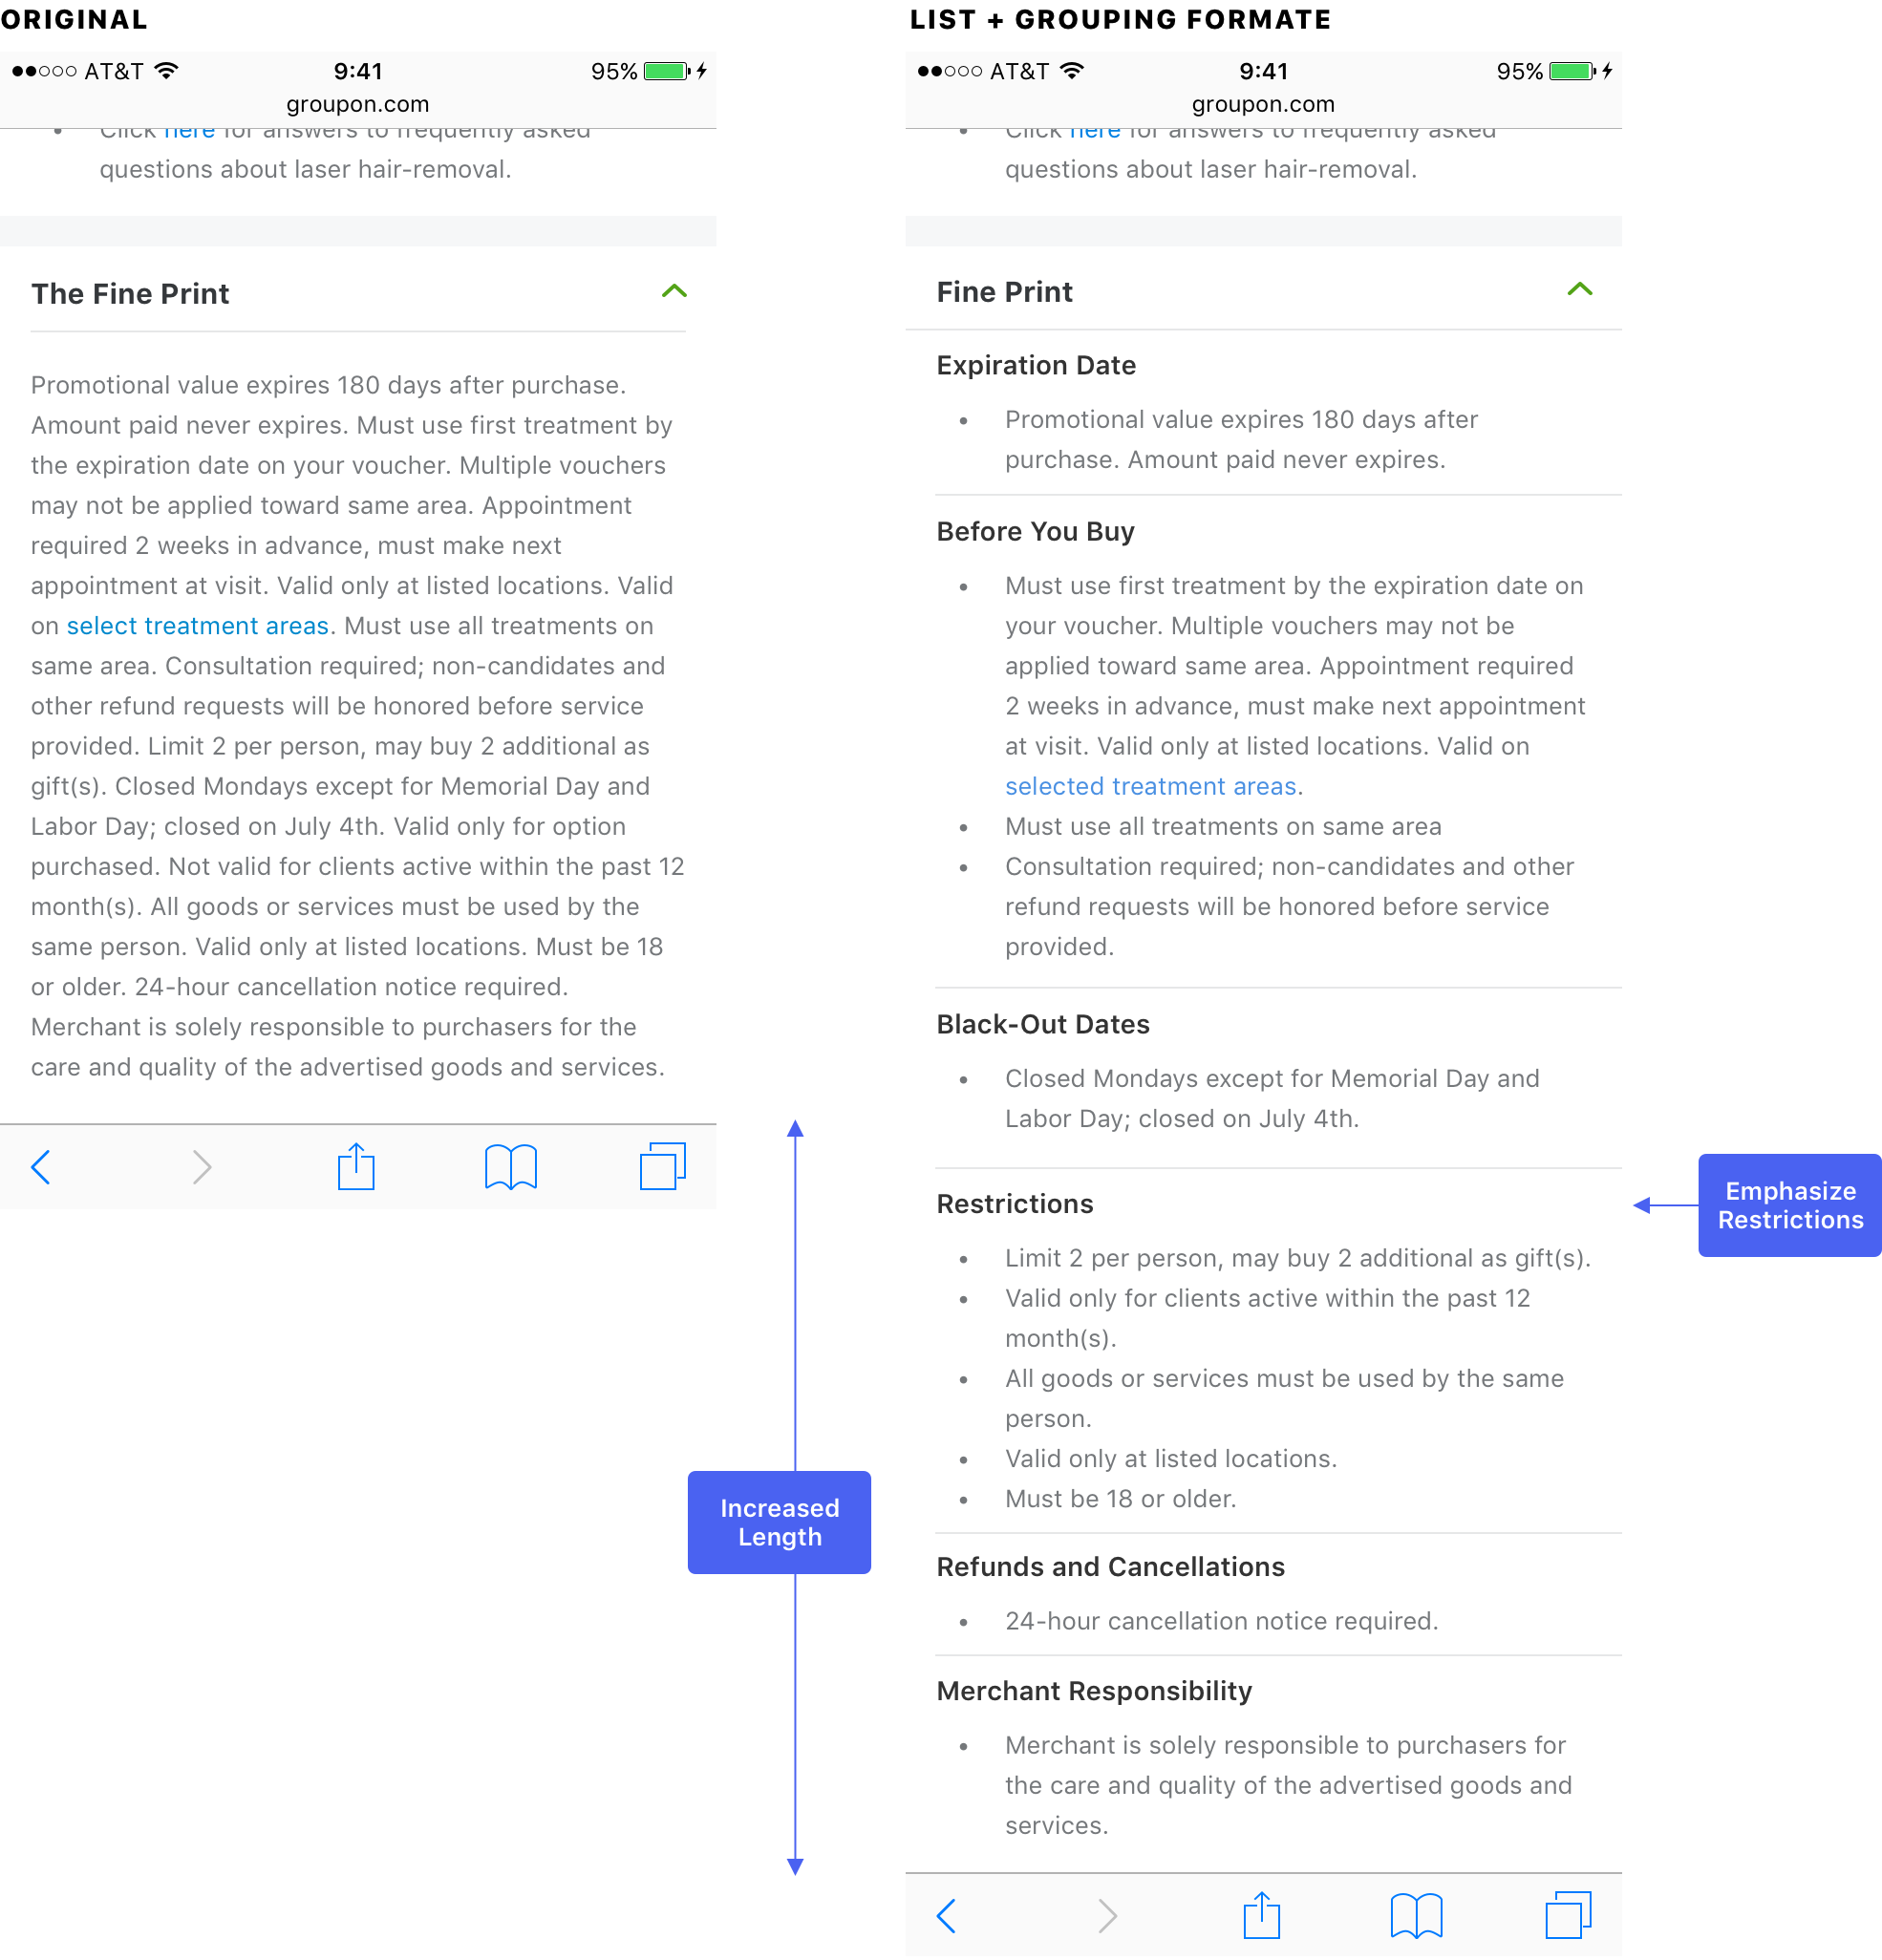 ORIGINAL
AT&T 9:41 95%
groupon.com
Click here for answers to frequently asked
questions about laser hair-removal.
The Fine Print
Promotional value expires 180 days after purchase.
Amount paid never expires. Must use first treatment by
the expiration date on your voucher. Multiple vouchers
may not be applied toward same area. Appointment
required 2 weeks in advance, must make next
appointment at visit. Valid only at listed locations. Valid
on select treatment areas. Must use all treatments on
same area. Consultation required; non-candidates and
other refund requests will be honored before service
provided. Limit 2 per person, may buy 2 additional as
gift(s). Closed Mondays except for Memorial Day and
Labor Day; closed on July 4th. Valid only for option
purchased. Not valid for clients active within the past 12
month(s). All goods or services must be used by the
same person. Valid only at listed locations. Must be 18
or older. 24-hour cancellation notice required.
Merchant is solely responsible to purchasers for the
care and quality of the advertised goods and services.
Increased
Length
LIST + GROUPING FORMATE
AT&T 9:41 95%
groupon.com
• Click here for answers to frequently asked
questions about laser hair-removal.
Fine Print
Expiration Date
• Promotional value expires 180 days after
purchase. Amount paid never expires.
Before You Buy
• Must use first treatment by the expiration date on
your voucher. Multiple vouchers may not be
applied toward same area. Appointment required
2 weeks in advance, must make next appointment
at visit. Valid only at listed locations. Valid on
selected treatment areas.
• Must use all treatments on same area
• Consultation required; non-candidates and other
refund requests will be honored before service
provided.
Black-Out Dates
• Closed Mondays except for Memorial Day and
Labor Day; closed on July 4th.
Restrictions
• Limit 2 per person, may buy 2 additional as gift(s).
• Valid only for clients active within the past 12
month(s).
• All goods or services must be used by the same
person.
• Valid only at listed locations.
• Must be 18 or older.
Refunds and Cancellations
• 24-hour cancellation notice required.
Merchant Responsibility
• Merchant is solely responsible to purchasers for
the care and quality of the advertised goods and
services.
Emphasize
Restrictions